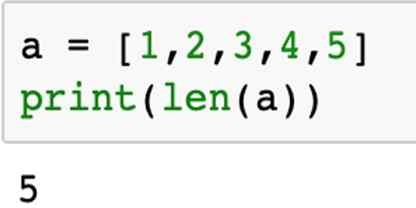 a = [1,2,3,4,5]
print(len(a))
5